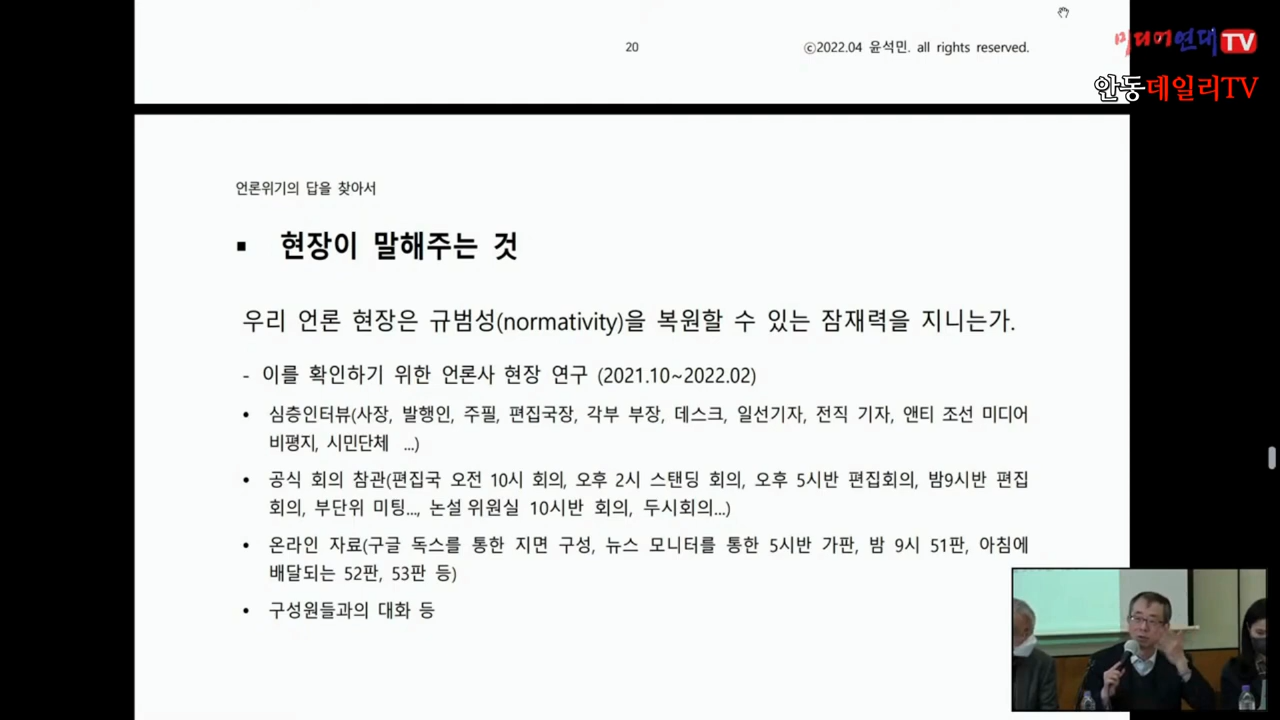 20
©2022.04 윤석민. all rights reserved.
미디어연대TV
안동데일리TV
언론위기의 답을 찾아서
▪ 현장이 말해주는 것
우리 언론 현장은 규범성(normativity)을 복원할 수 있는 잠재력을 지니는가.
- 이를 확인하기 위한 언론사 현장 연구 (2021.10~2022.02)
• 심층인터뷰(사장, 발행인, 주필, 편집국장, 각부 부장, 데스크, 일선기자, 전직 기자, 앤티 조선 미디어
비평지, 시민단체 ...)
• 공식 회의 참관(편집국 오전 10시 회의, 오후 2시 스탠딩 회의, 오후 5시반 편집회의, 밤9시반 편집
회의, 부단위 미팅..., 논설위원실 10시반 회의, 두시회의...)
• 온라인 자료(구글 독스를 통한 지면 구성, 뉴스 모니터를 통한 5시반 가판, 밤 9시 51판, 아침에
배달되는 52판, 53판 등)
• 구성원들과의 대화 등